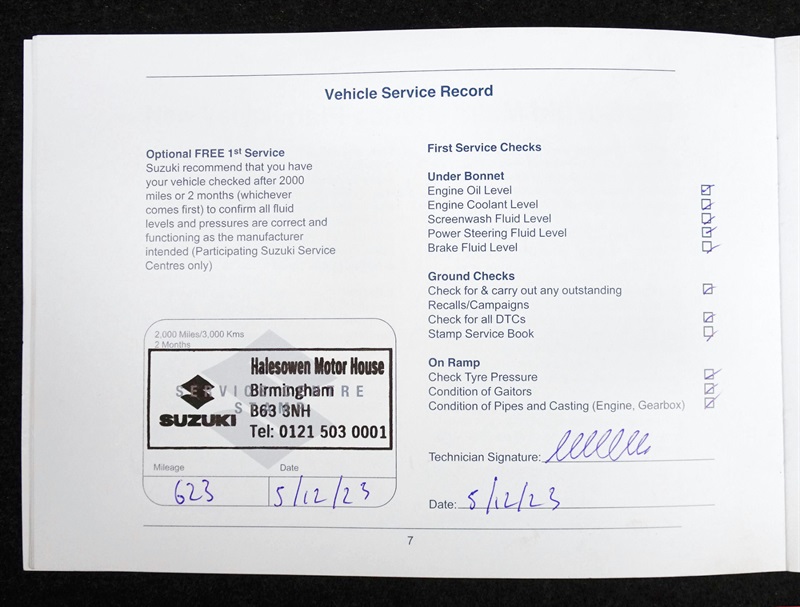 Vehicle Service Record
Optional FREE 1st Service
Suzuki recommend that you have
your vehicle checked after 2000
miles or 2 months (whichever
comes first) to confirm all fluid
levels and pressures are correct and
functioning as the manufacturer
intended (Participating Suzuki Service
Centres only)
2,000 Miles/3,000 Kms
2 Months
SERVICE CENTRE
STAMP
Halesowen Motor House
Birmingham
B63 3NH
Tel: 0121 503 0001
SUZUKI
Mileage
Date
623
5/12/23
First Service Checks
Under Bonnet
Engine Oil Level
Engine Coolant Level
Screenwash Fluid Level
Power Steering Fluid Level
Brake Fluid Level
Ground Checks
Check for & carry out any outstanding
Recalls/Campaigns
Check for all DTCs
Stamp Service Book
On Ramp
Check Tyre Pressure
Condition of Gaitors
Condition of Pipes and Casting (Engine, Gearbox)
Technician Signature:
Date: 5/12/23
7